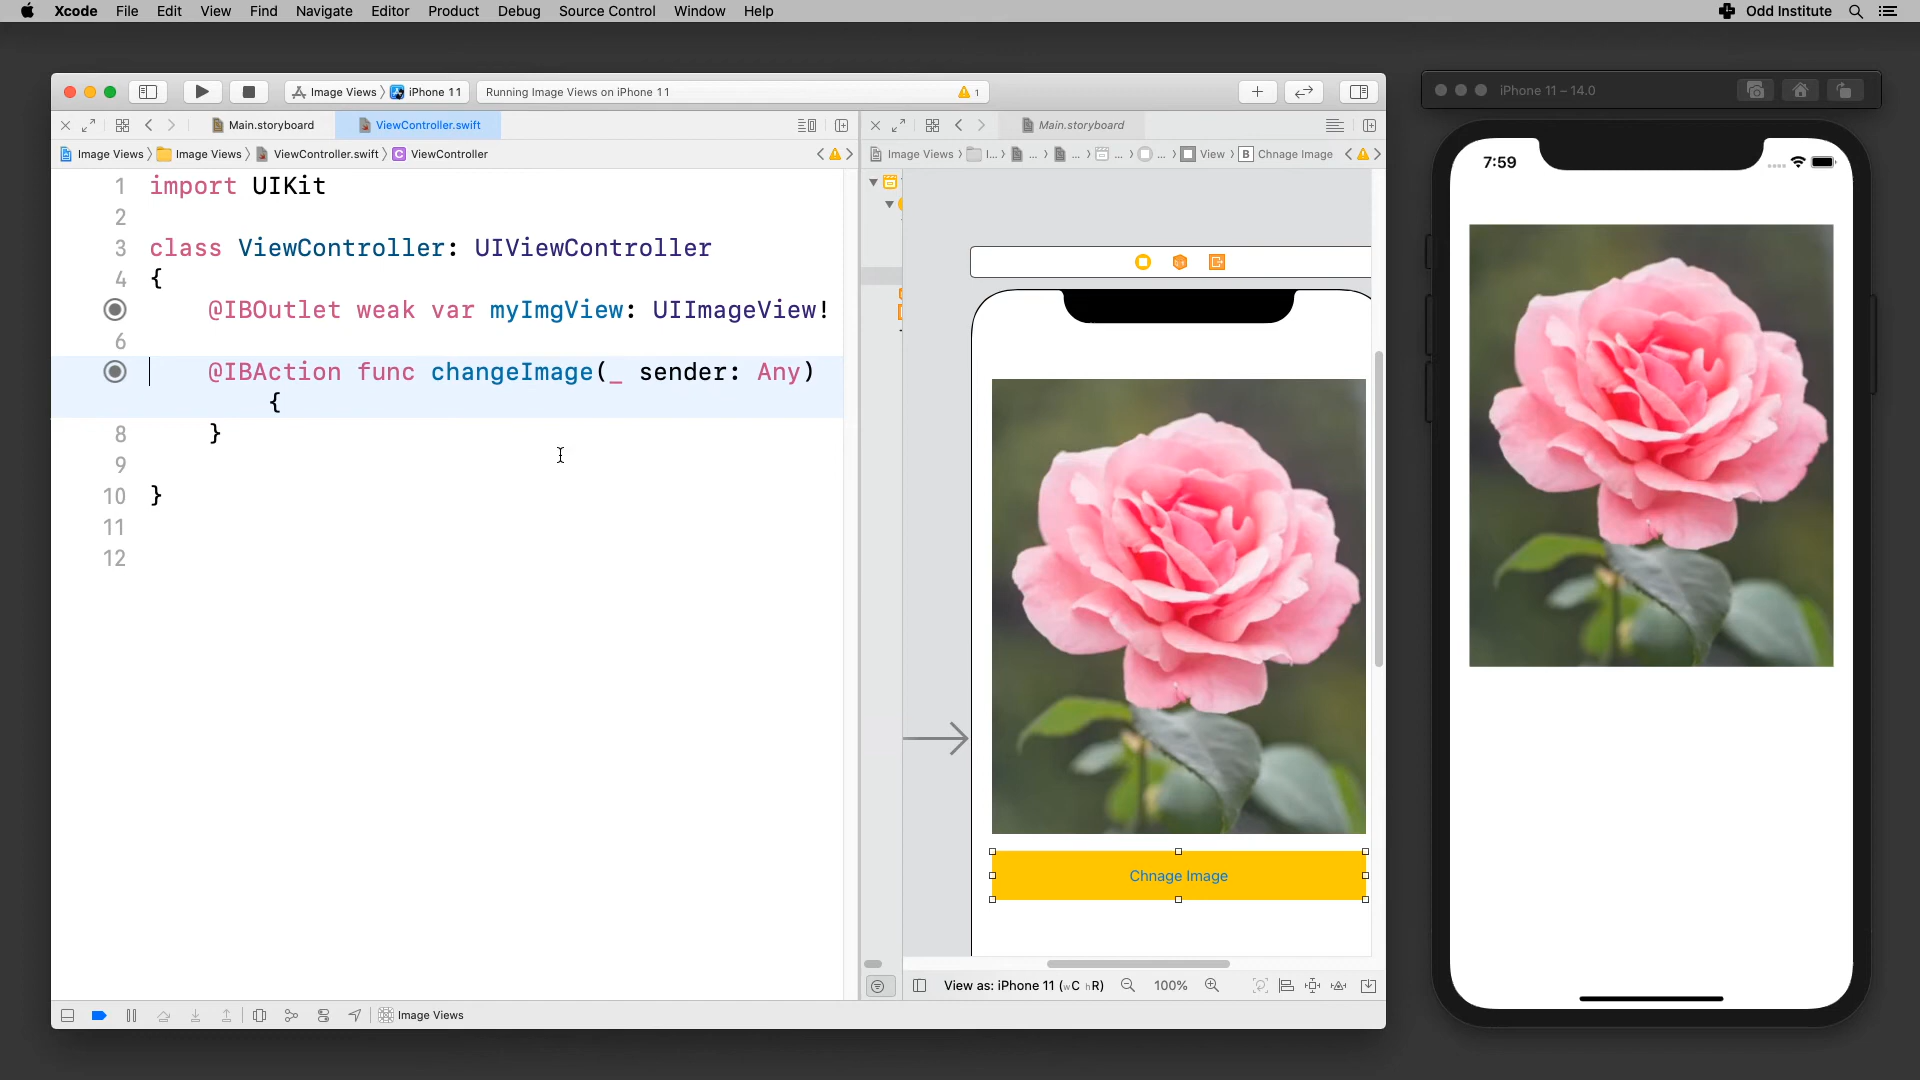 Xcode File Edit View Find Navigate Editor Product Debug Source Control Window Help Odd Institute
Image Views iPhone 11 Running Image Views on iPhone 11 1
iPhone 11 – 14.0
Main.storyboard ViewController.swift Main.storyboard
Image Views Image Views ViewController.swift C ViewController Image Views I... ... ... ... ... View B Chnage Image
7:59
1 import UIKit
2
3 class ViewController: UIViewController
4 {
@IBOutlet weak var myImgView: UIImageView!
6
@IBAction func changeImage(_ sender: Any)
{
8 }
9
10 }
11
12
Chnage Image
View as: iPhone 11 (wC hR) 100%
Image Views